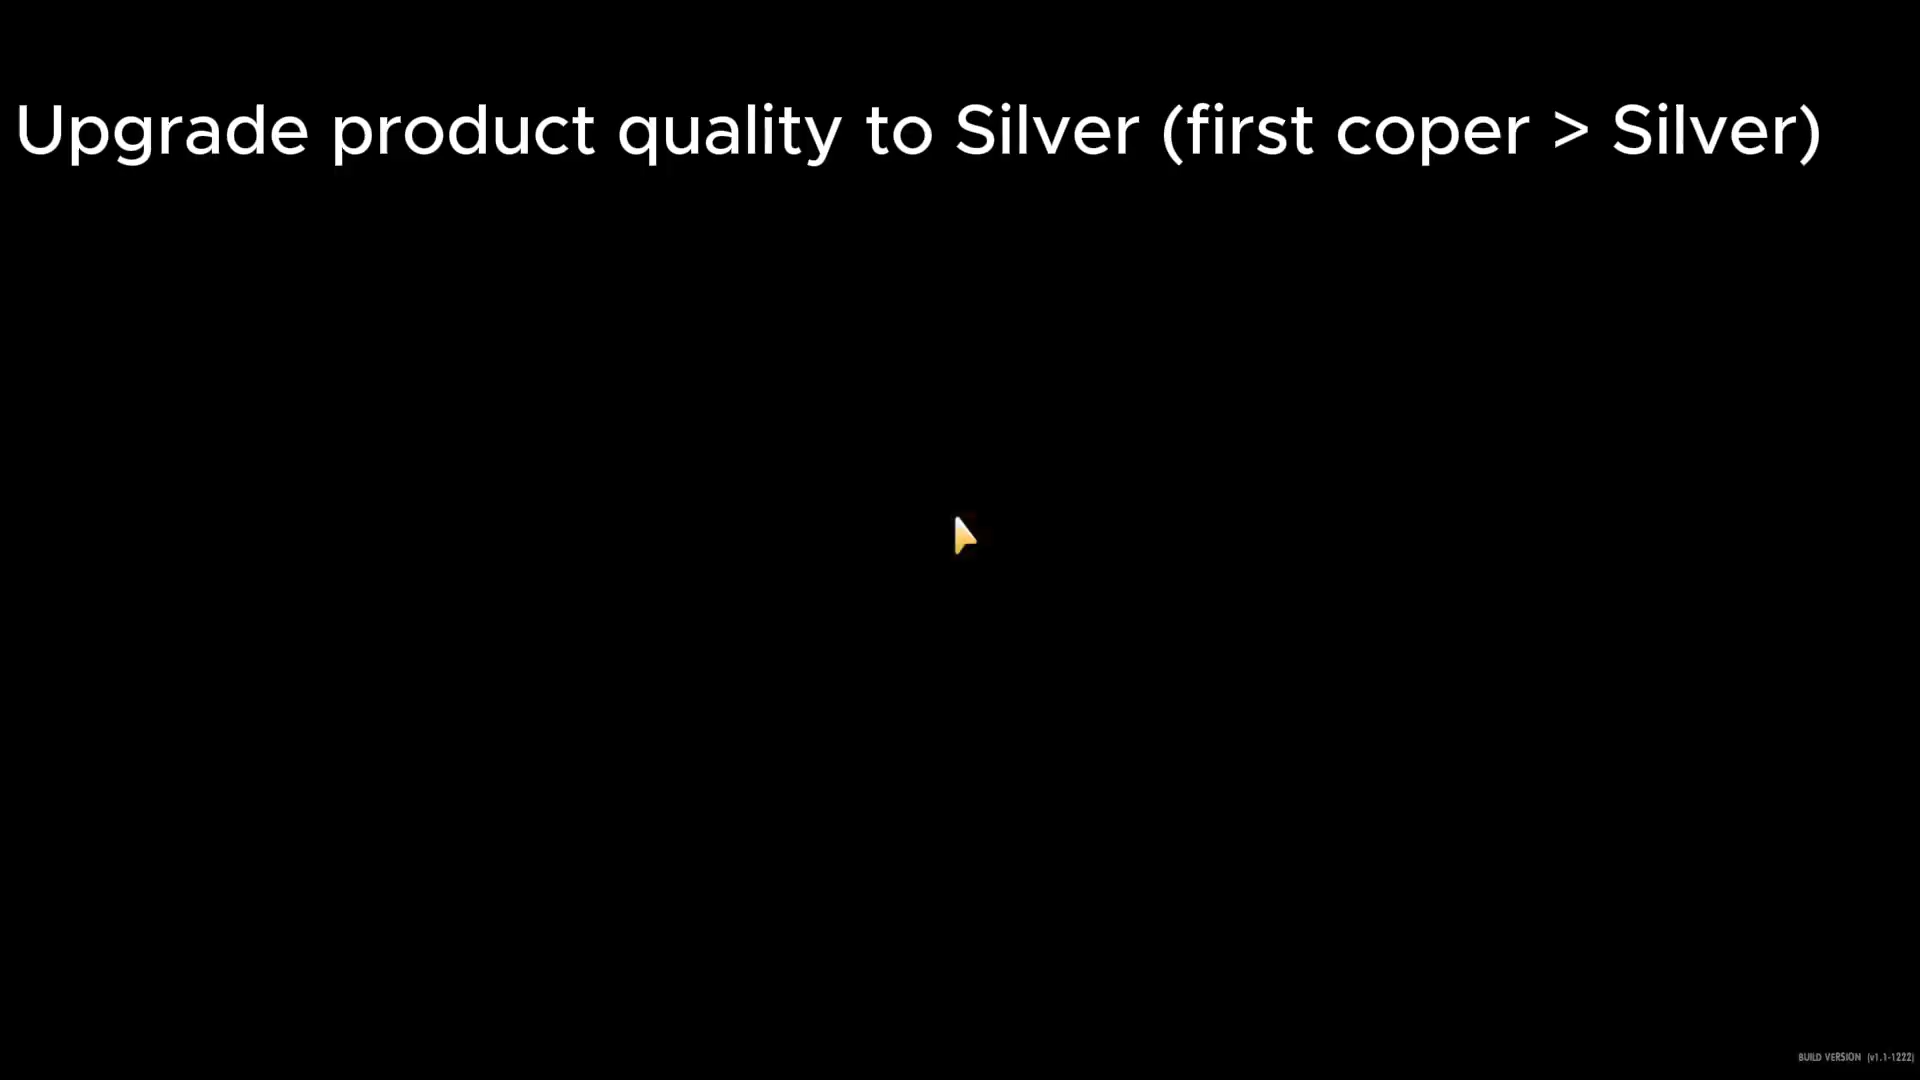 Upgrade product quality to Silver (first coper > Silver)
BUILD VERSION (v1.1-1222)